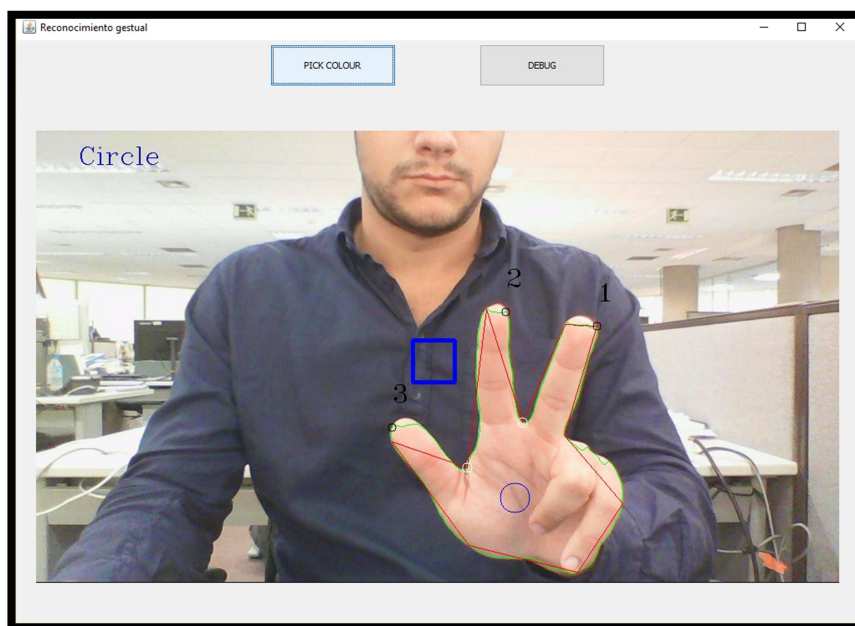 Reconocimiento gestual
PICK COLOUR
DEBUG
Circle
2
1
3